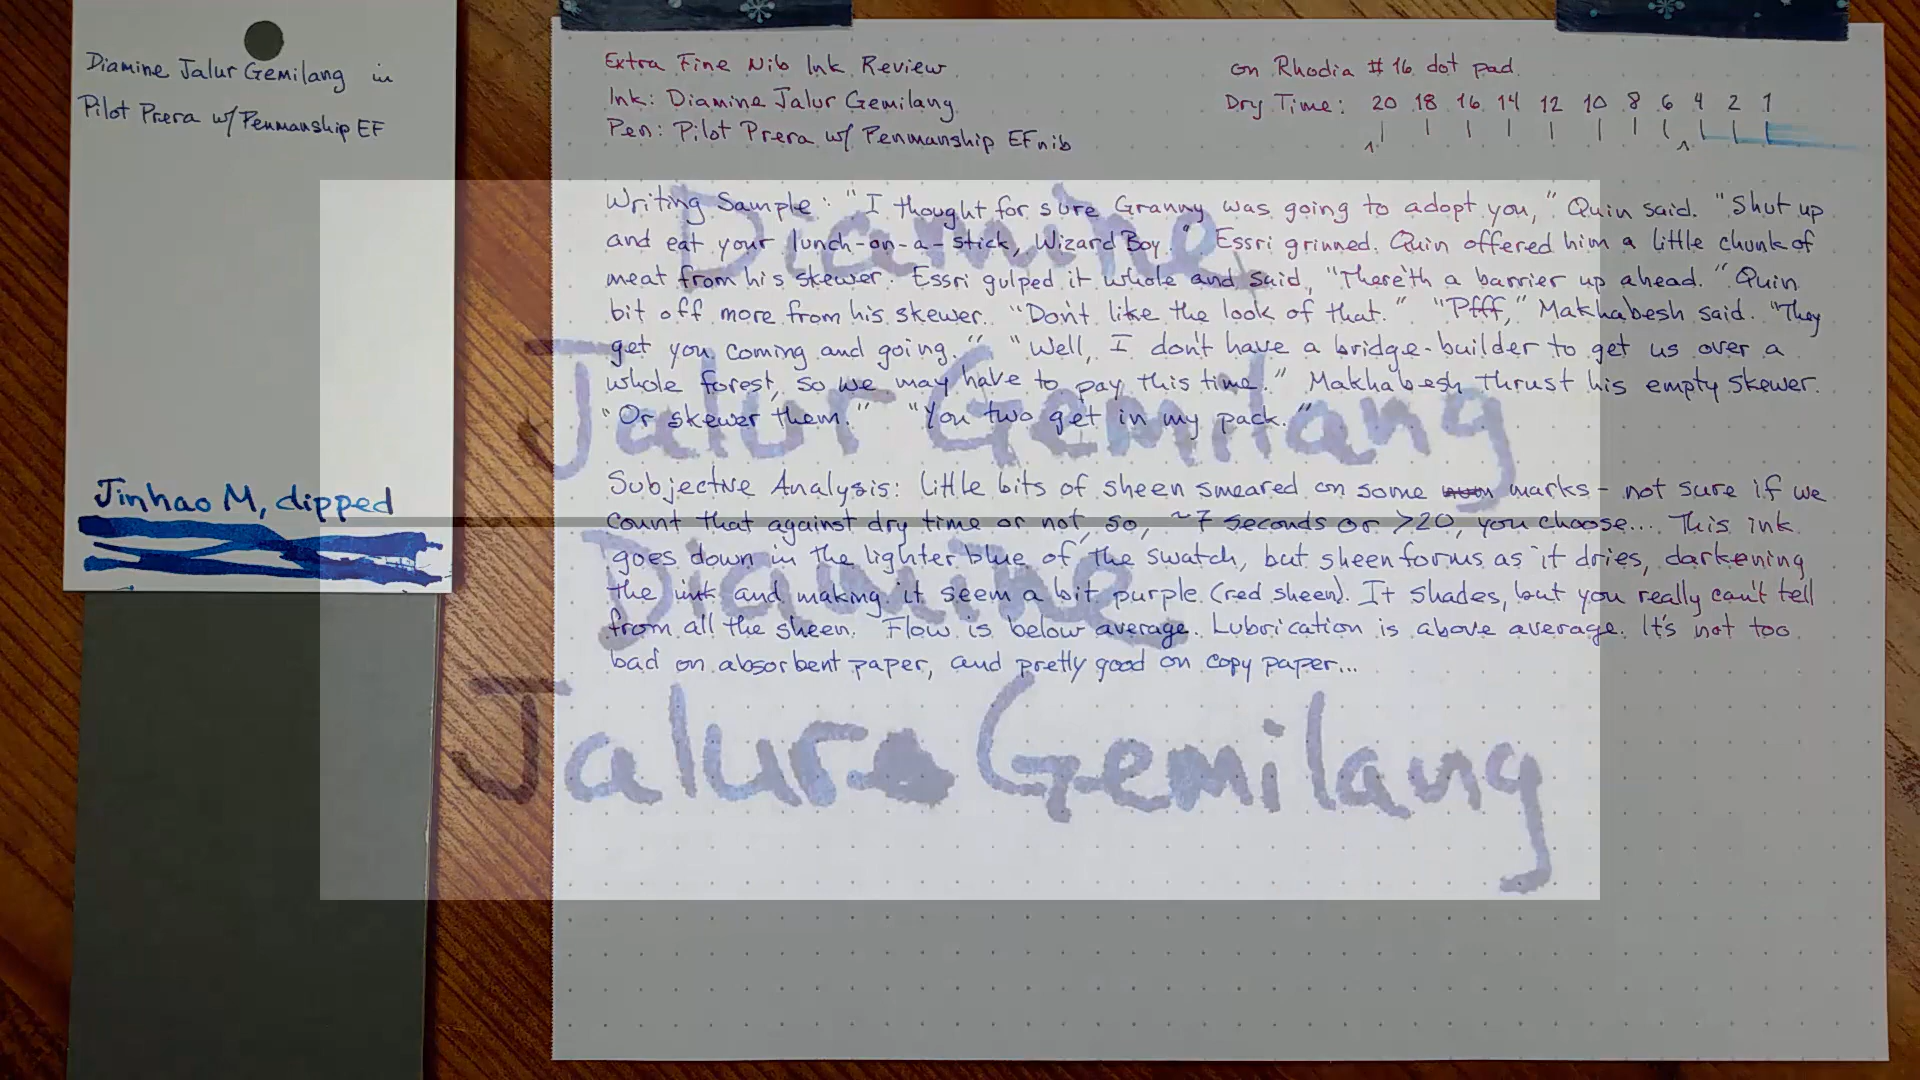 Diamine Jalur Gemilang in
Pilot Prera w/ Penmanship EF
Jinhao M, dipped
Extra Fine Nib Ink Review
Ink: Diamine Jalur Gemilang
Pen: Pilot Prera w/ Penmanship EF nib
on Rhodia #16 dot pad
Dry Time: 20 18 16 14 12 10 8 6 4 2 1
Writing Sample: "I thought for sure Granny was going to adopt you," Quin said. "Shut up
and eat your lunch-on-a-stick, Wizard Boy." Essri grinned. Quin offered him a little chunk of
meat from his skewer. Essri gulped it whole and said, "There'th a barrier up ahead." Quin
bit off more from his skewer. "Don't like the look of that." "Pfff," Makhabesh said. "They
get you coming and going." "Well, I don't have a bridge-builder to get us over a
whole forest, so we may have to pay this time." Makhabesh thrust his empty skewer.
"Or skewer them." "You two get in my pack."
Subjective Analysis: Little bits of sheen smeared on some marks - not sure if we
count that against dry time or not, so, ~7 seconds or >20, you choose... This ink
goes down in the lighter blue of the swatch, but sheen forms as it dries, darkening
the ink and making it seem a bit purple (red sheen). It shades, but you really can't tell
from all the sheen. Flow is below average. Lubrication is above average. It's not too
bad on absorbent paper, and pretty good on copy paper...
Diamine
Jalur Gemilang
Diamine
Jalur Gemilang